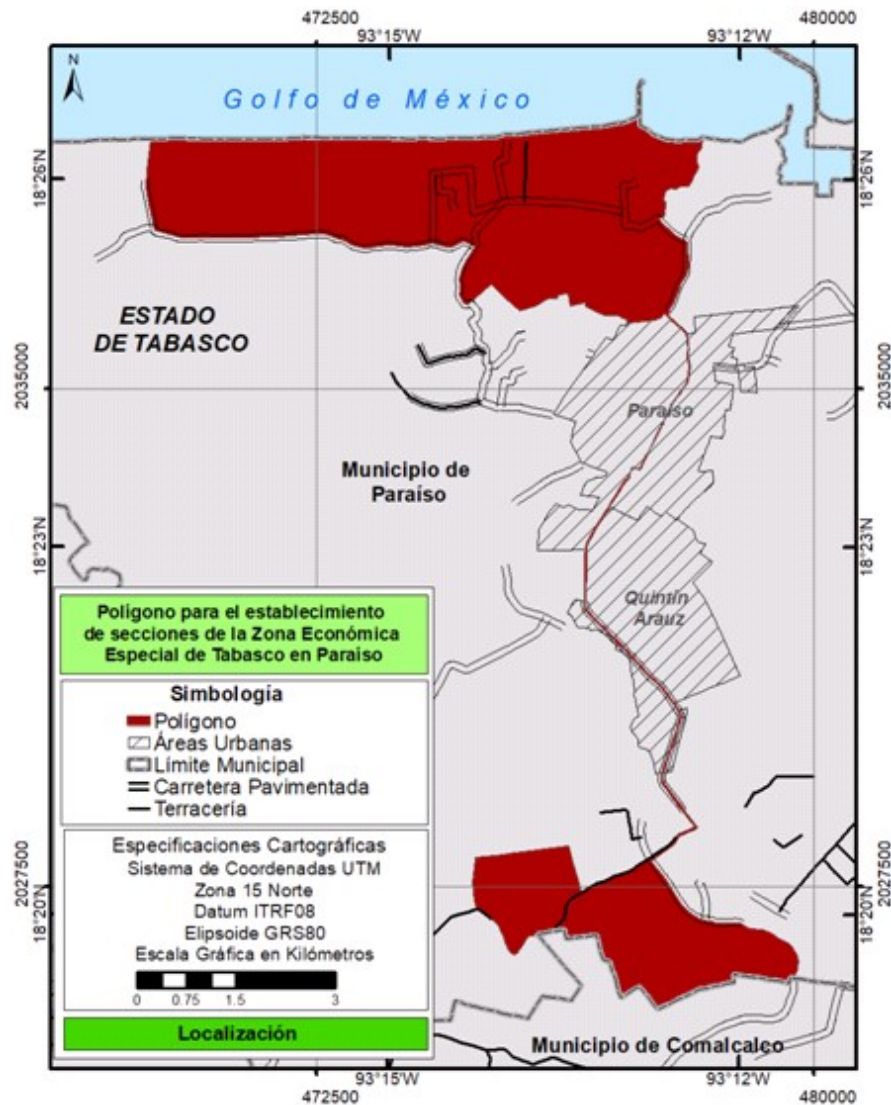 472500
480000
93°15'W
93°12'W
N
Golfo de México
18°26'N
18°26'N
ESTADO
DE TABASCO
2035000
2035000
Paraíso
Municipio de
Paraíso
18°23'N
18°23'N
Quintín
Arauz
Polígono para el establecimiento
de secciones de la Zona Económica
Especial de Tabasco en Paraíso
Simbología
Polígono
Áreas Urbanas
Límite Municipal
Carretera Pavimentada
Terracería
Especificaciones Cartográficas
Sistema de Coordenadas UTM
Zona 15 Norte
Datum ITRF08
Elipsoide GRS80
Escala Gráfica en Kilómetros
0 0.75 1.5 3
Localización
2027500
2027500
18°20'N
18°20'N
Municipio de Comalcalco
93°15'W
93°12'W
472500
480000